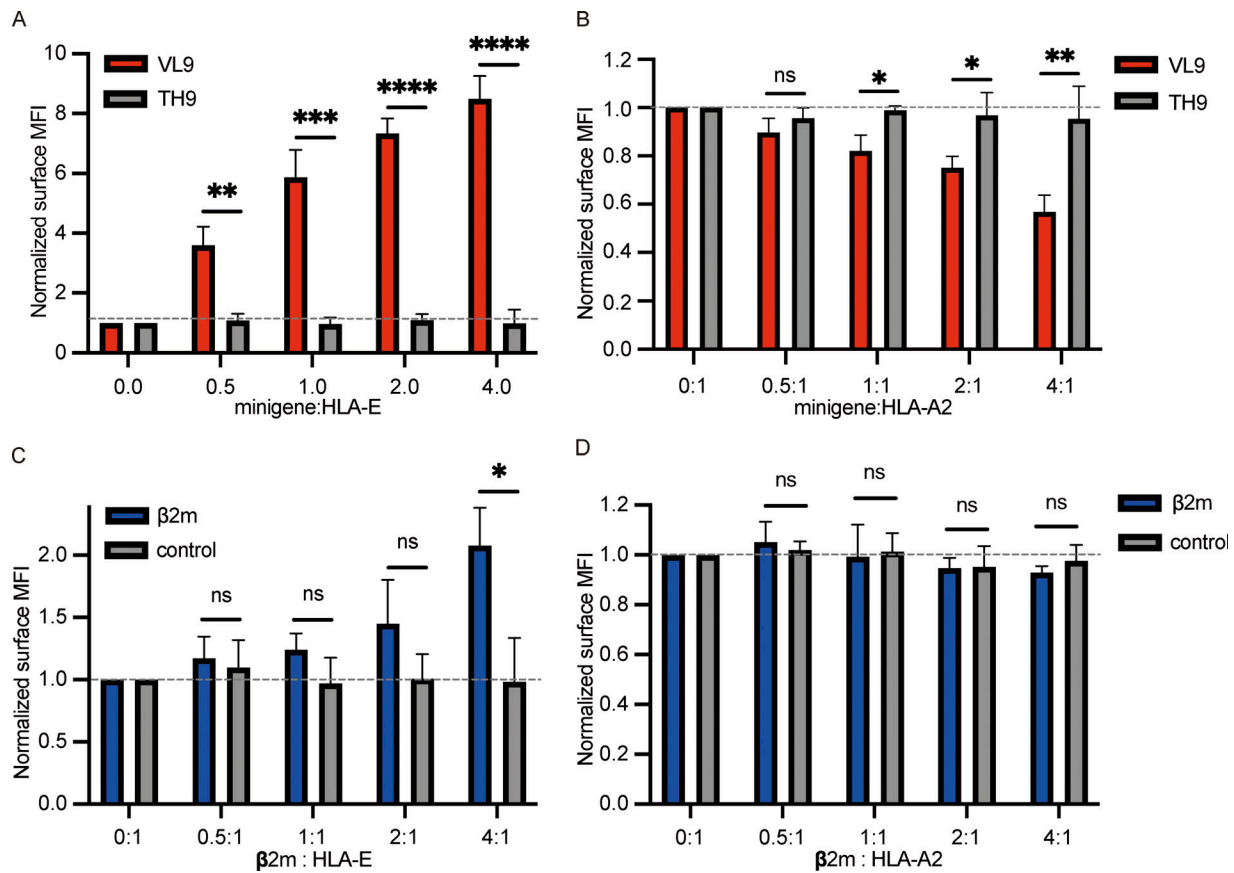 A
Normalized surface MFI
10
8
6
4
2
0
VL9
TH9
**
***
****
****
0.0 0.5 1.0 2.0 4.0
minigene:HLA-E
B
Normalized surface MFI
1.2
1.0
0.8
0.6
0.4
0.2
0.0
ns
*
*
**
VL9
TH9
0:1 0.5:1 1:1 2:1 4:1
minigene:HLA-A2
C
Normalized surface MFI
2.0
1.5
1.0
0.5
0.0
β2m
control
ns
ns
ns
*
0:1 0.5:1 1:1 2:1 4:1
β2m : HLA-E
D
Normalized surface MFI
1.2
1.0
0.8
0.6
0.4
0.2
0.0
ns
ns
ns
ns
β2m
control
0:1 0.5:1 1:1 2:1 4:1
β2m : HLA-A2